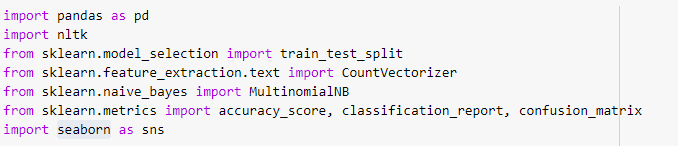 import pandas as pd
import nltk
from sklearn.model_selection import train_test_split
from sklearn.feature_extraction.text import CountVectorizer
from sklearn.naive_bayes import MultinomialNB
from sklearn.metrics import accuracy_score, classification_report, confusion_matrix
import seaborn as sns